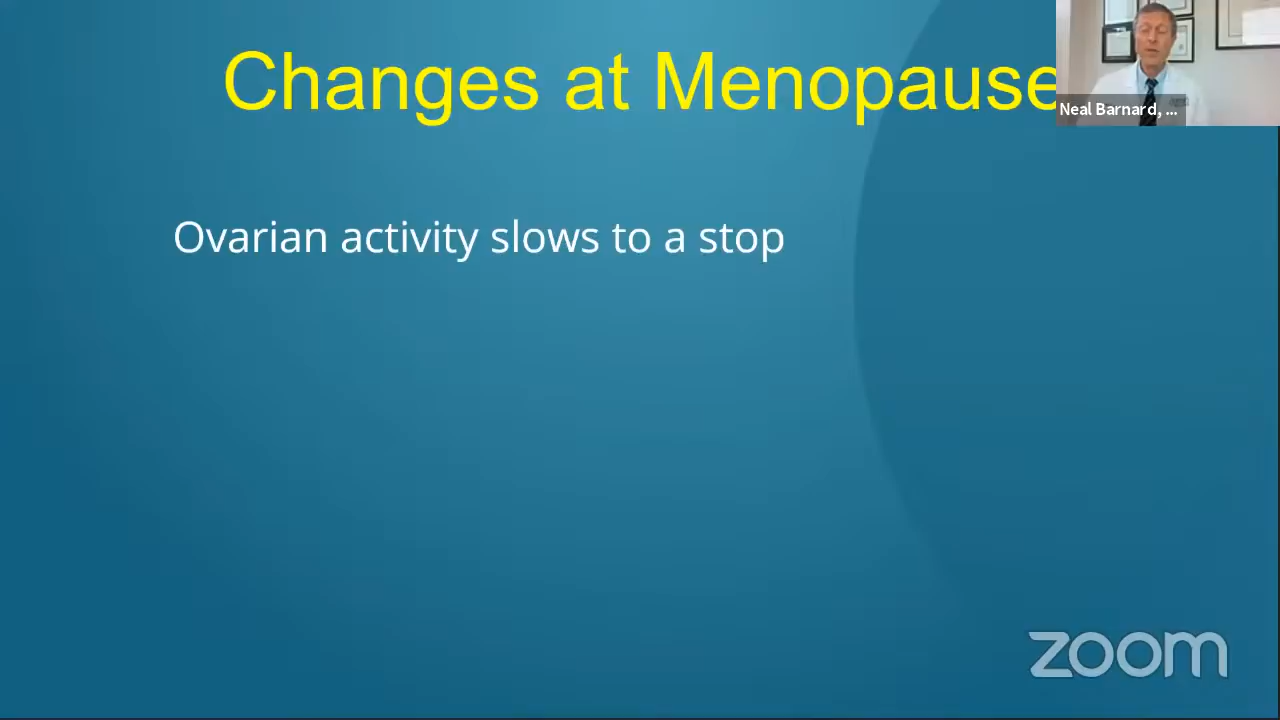 Changes at Menopause
Neal Barnard, ...
Ovarian activity slows to a stop
zoom